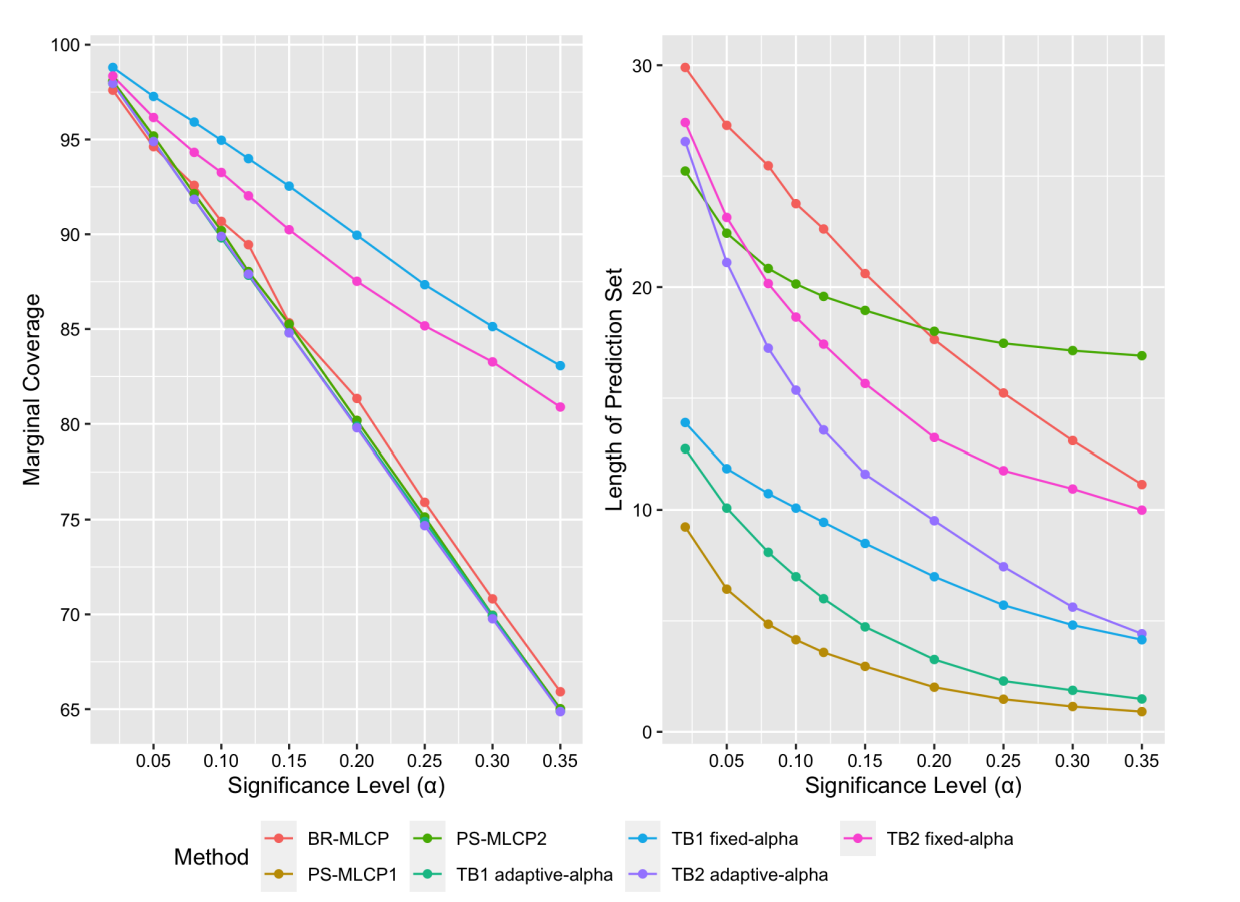 100
95
90
85
80
75
70
65
Marginal Coverage
0.05 0.10 0.15 0.20 0.25 0.30 0.35
Significance Level (α)
30
20
10
0
Length of Prediction Set
0.05 0.10 0.15 0.20 0.25 0.30 0.35
Significance Level (α)
Method
BR-MLCP PS-MLCP2 TB1 fixed-alpha TB2 fixed-alpha
PS-MLCP1 TB1 adaptive-alpha TB2 adaptive-alpha